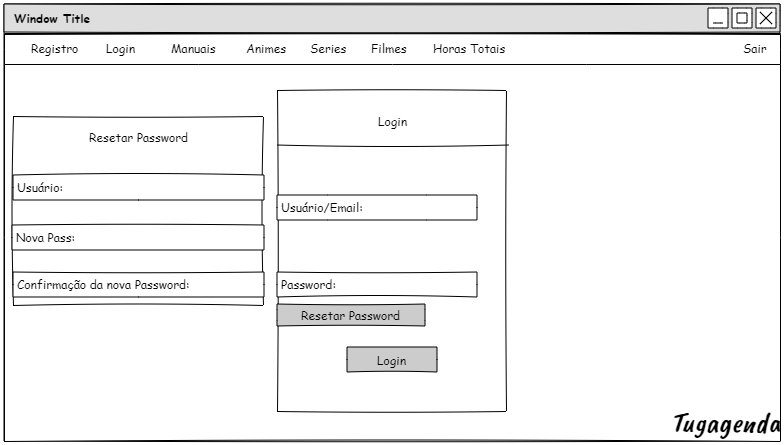 Window Title
Registro Login Manuais Animes Series Filmes Horas Totais Sair
Resetar Password
Usuário:
Nova Pass:
Confirmação da nova Password:
Login
Usuário/Email:
Password:
Resetar Password
Login
Tugagenda